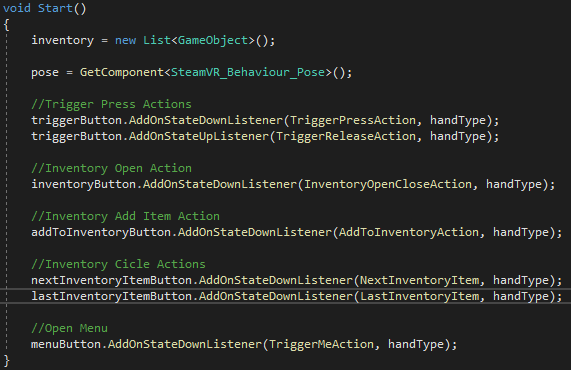 void Start()
{
inventory = new List<GameObject>();
pose = GetComponent<SteamVR_Behaviour_Pose>();
//Trigger Press Actions
triggerButton.AddOnStateDownListener(TriggerPressAction, handType);
triggerButton.AddOnStateUpListener(TriggerReleaseAction, handType);
//Inventory Open Action
inventoryButton.AddOnStateDownListener(InventoryOpenCloseAction, handType);
//Inventory Add Item Action
addToInventoryButton.AddOnStateDownListener(AddToInventoryAction, handType);
//Inventory Cicle Actions
nextInventoryItemButton.AddOnStateDownListener(NextInventoryItem, handType);
lastInventoryItemButton.AddOnStateDownListener(LastInventoryItem, handType);
//Open Menu
menuButton.AddOnStateDownListener(TriggerMeAction, handType);
}